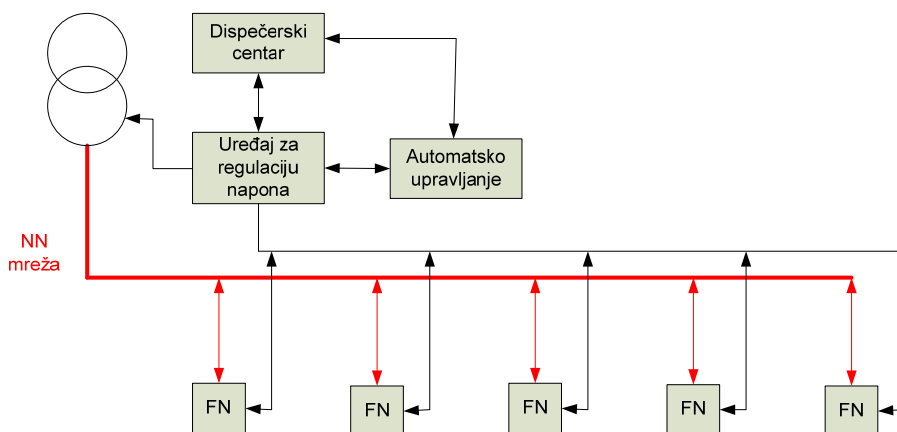 Dispečerski
centar
Uređaj za
regulaciju
napona
Automatsko
upravljanje
NN
mreža
FN
FN
FN
FN
FN